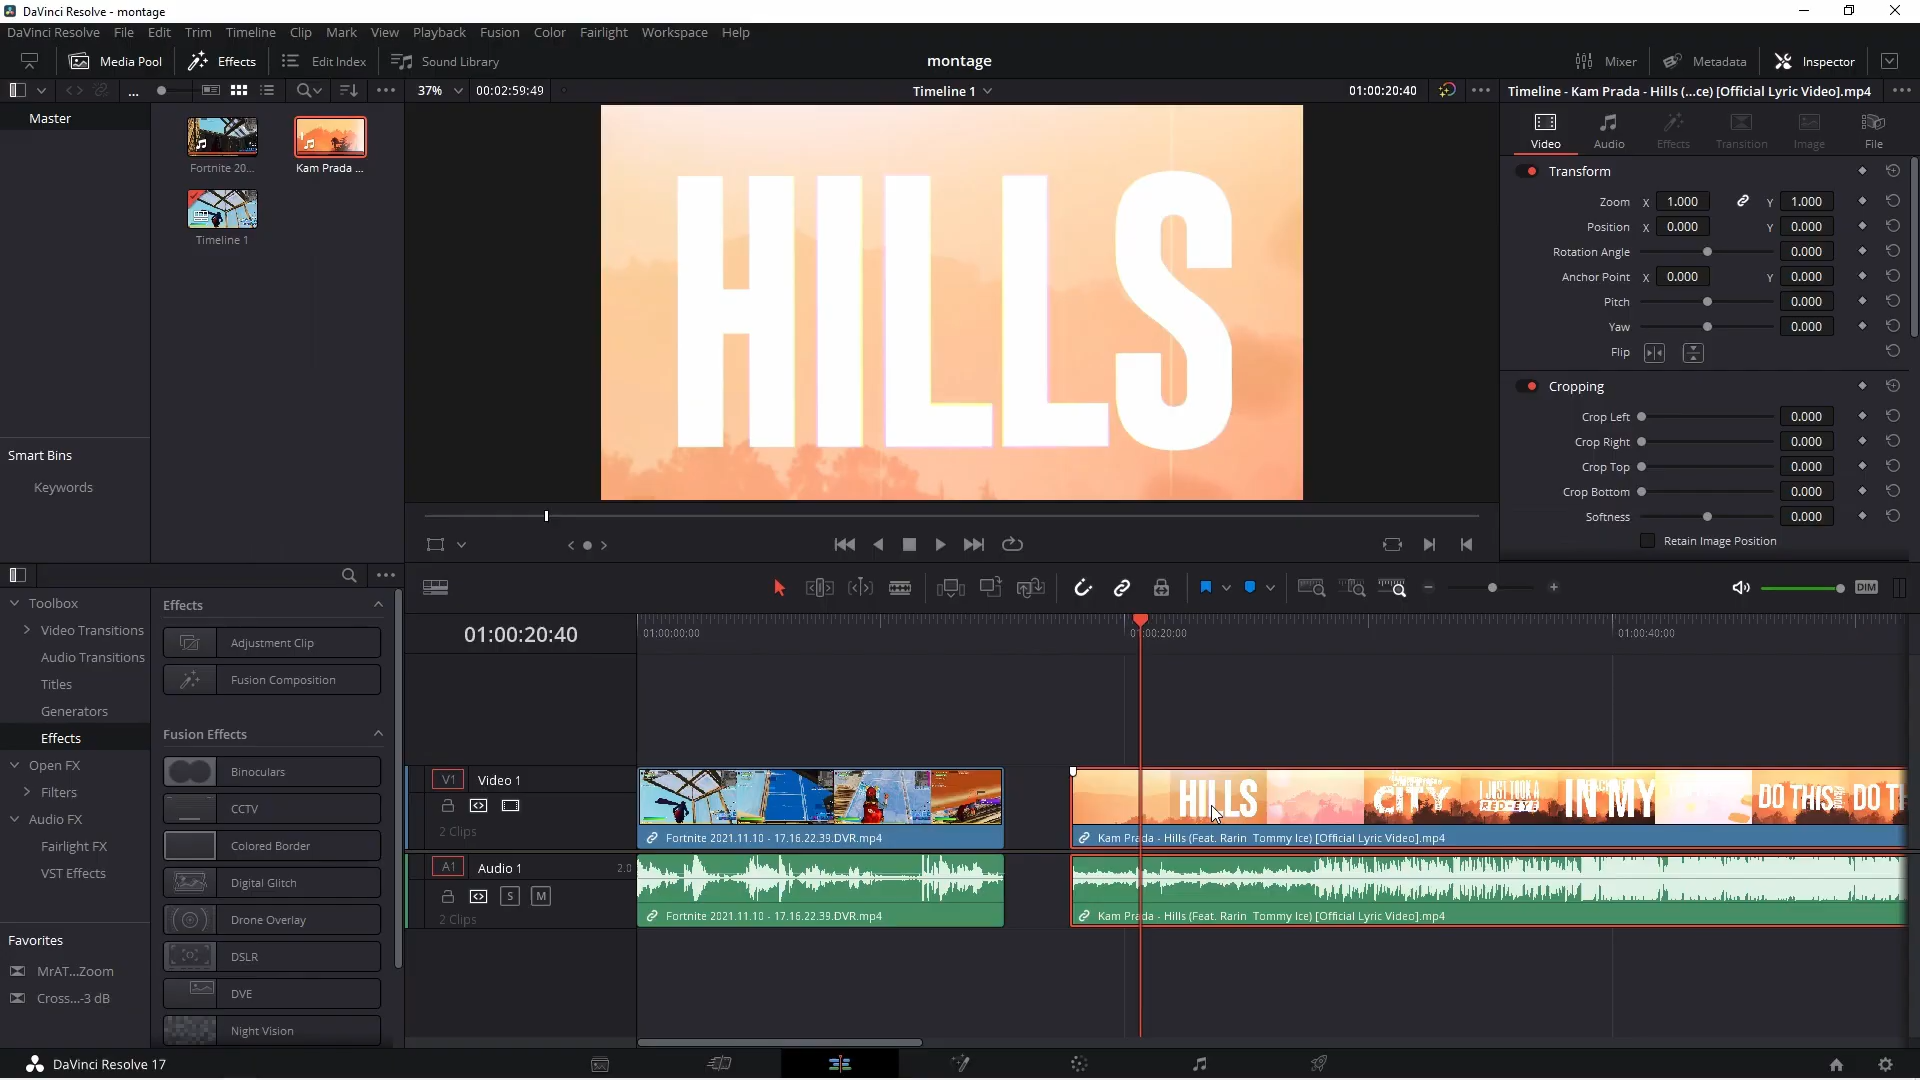 DaVinci Resolve - montage
DaVinci Resolve File Edit Trim Timeline Clip Mark View Playback Fusion Color Fairlight Workspace Help
Media Pool Effects Edit Index Sound Library montage Mixer Metadata Inspector
... 37% 00:02:59:49 Timeline 1 01:00:20:40 Timeline - Kam Prada - Hills (...ce) [Official Lyric Video].mp4
Master
Fortnite 20...
Kam Prada ...
Timeline 1
Smart Bins
Keywords
HILLS
Video Audio Effects Transition Image File
Transform
Zoom X 1.000 Y 1.000
Position X 0.000 Y 0.000
Rotation Angle 0.000
Anchor Point X 0.000 Y 0.000
Pitch 0.000
Yaw 0.000
Flip
Cropping
Crop Left 0.000
Crop Right 0.000
Crop Top 0.000
Crop Bottom 0.000
Softness 0.000
Retain Image Position
Toolbox
Video Transitions
Audio Transitions
Titles
Generators
Effects
Open FX
Filters
Audio FX
Fairlight FX
VST Effects
Favorites
MrAT...Zoom
Cross...-3 dB
Effects
Adjustment Clip
Fusion Composition
Fusion Effects
Binoculars
CCTV
Colored Border
Digital Glitch
Drone Overlay
DSLR
DVE
Night Vision
DIM
01:00:20:40
01:00:00:00 01:00:20:00 01:00:40:00
V1 Video 1
2 Clips
HILLS CITY I JUST TOOK A RED-EYE IN MY DO THIS DO T
Fortnite 2021.11.10 - 17.16.22.39.DVR.mp4
Kam Prada - Hills (Feat. Rarin Tommy Ice) [Official Lyric Video].mp4
A1 Audio 1 2.0
S M
2 Clips
Fortnite 2021.11.10 - 17.16.22.39.DVR.mp4
Kam Prada - Hills (Feat. Rarin Tommy Ice) [Official Lyric Video].mp4
DaVinci Resolve 17